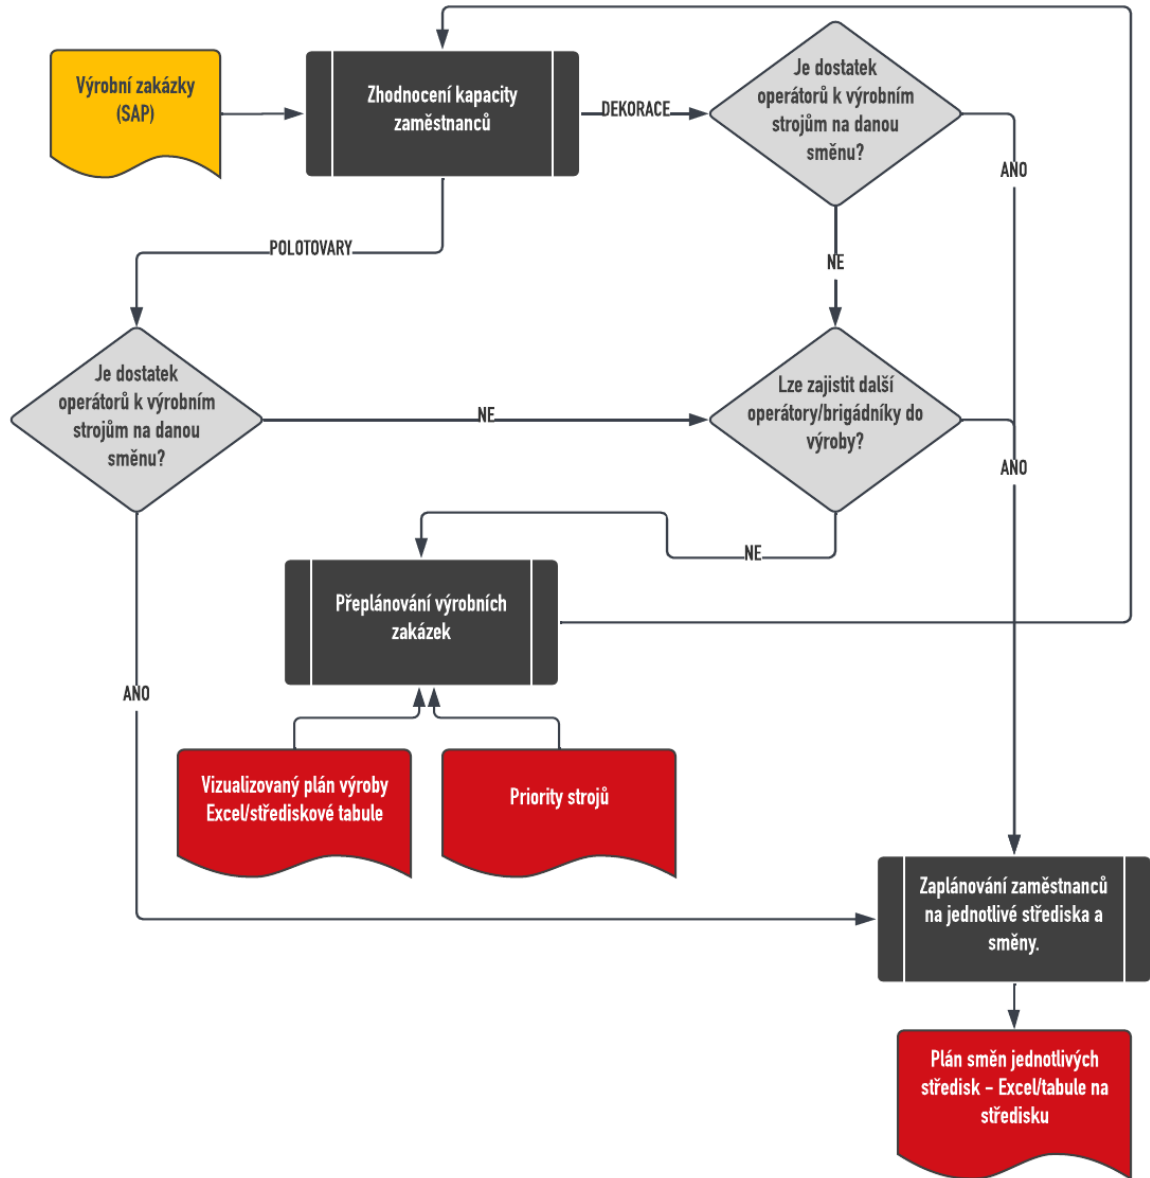 Výrobní zakázky
(SAP)
Zhodnocení kapacity
zaměstnanců
DEKORACE
Je dostatek
operátorů k výrobním
strojům na danou
směnu?
ANO
POLOTOVARY
NE
Je dostatek
operátorů k výrobním
strojům na danou
směnu?
NE
Lze zajistit další
operátory/brigádníky do
výroby?
ANO
NE
Přeplánování výrobních
zakázek
ANO
Vizualizovaný plán výroby
Excel/střediskové tabule
Priority strojů
Zaplánování zaměstnanců
na jednotlivé střediska a
směny.
Plán směn jednotlivých
středisk – Excel/tabule na
středisku